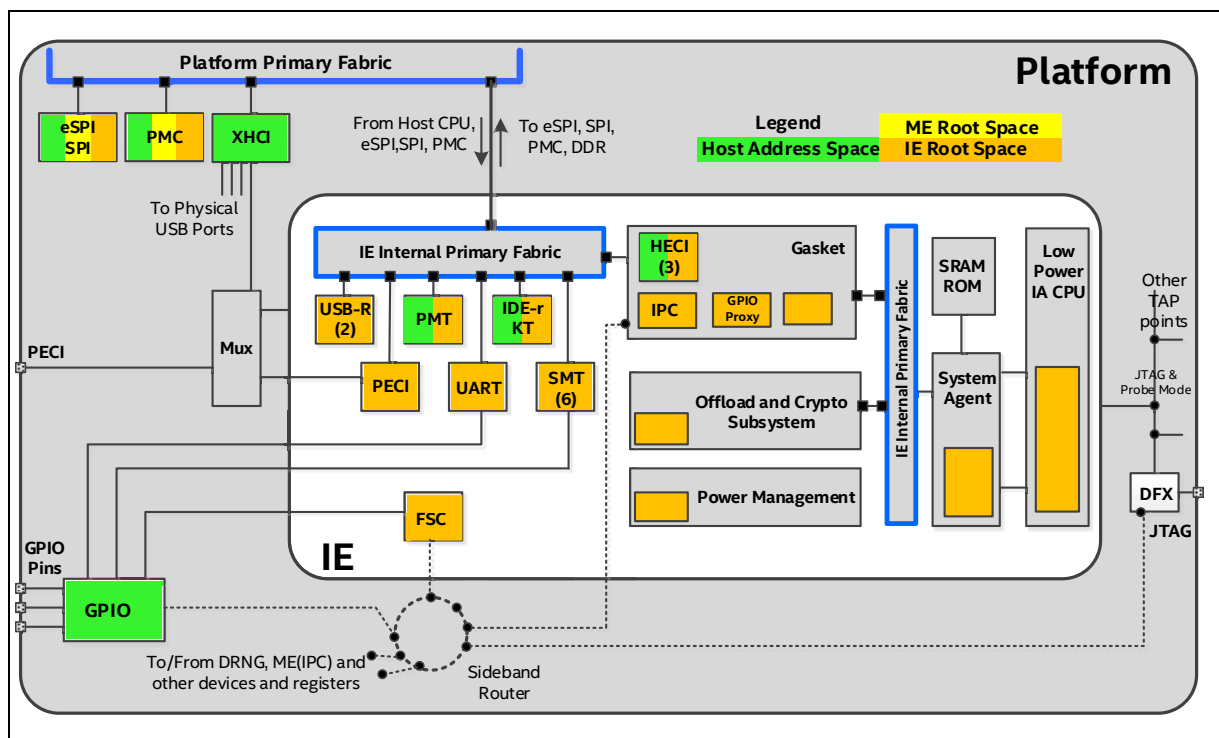 Platform Primary Fabric
Platform
eSPI
SPI
PMC
XHCI
From Host CPU,
eSPI,SPI, PMC
To eSPI, SPI,
PMC, DDR
Legend
ME Root Space
Host Address Space
IE Root Space
To Physical
USB Ports
IE Internal Primary Fabric
HECI
(3)
Gasket
IPC
GPIO
Proxy
IE Internal Primary Fabric
SRAM
ROM
Low
Power
IA CPU
Other
TAP
points
USB-R
(2)
PMT
IDE-r
KT
Mux
PECI
PECI
UART
SMT
(6)
System
Agent
JTAG &
Probe Mode
Offload and Crypto
Subsystem
Power Management
FSC
IE
DFX
JTAG
GPIO
Pins
GPIO
To/From DRNG, ME(IPC) and
other devices and registers
Sideband
Router